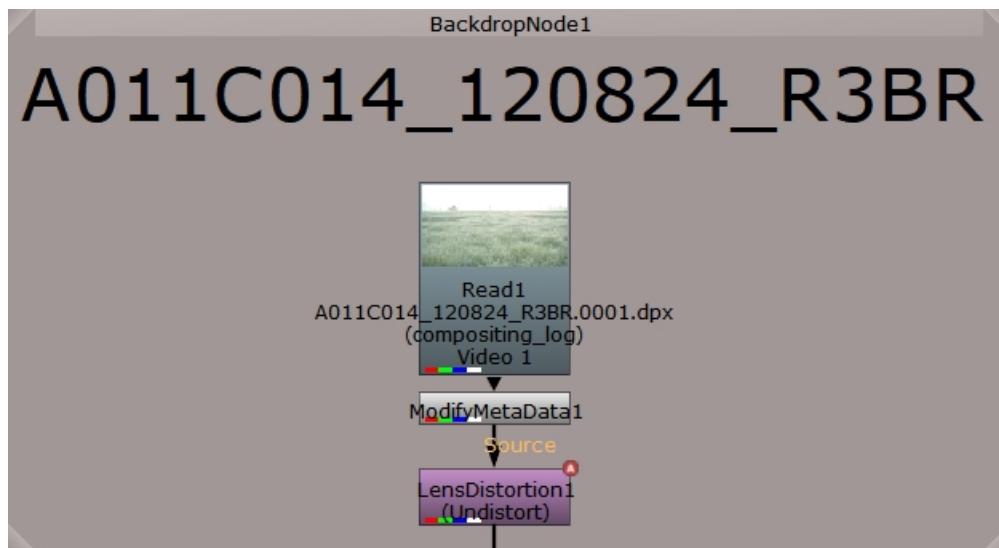 BackdropNode1
A011C014_120824_R3BR
Read1
A011C014_120824_R3BR.0001.dpx
(compositing_log)
Video 1
ModifyMetaData1
Source
A
LensDistortion1
(Undistort)